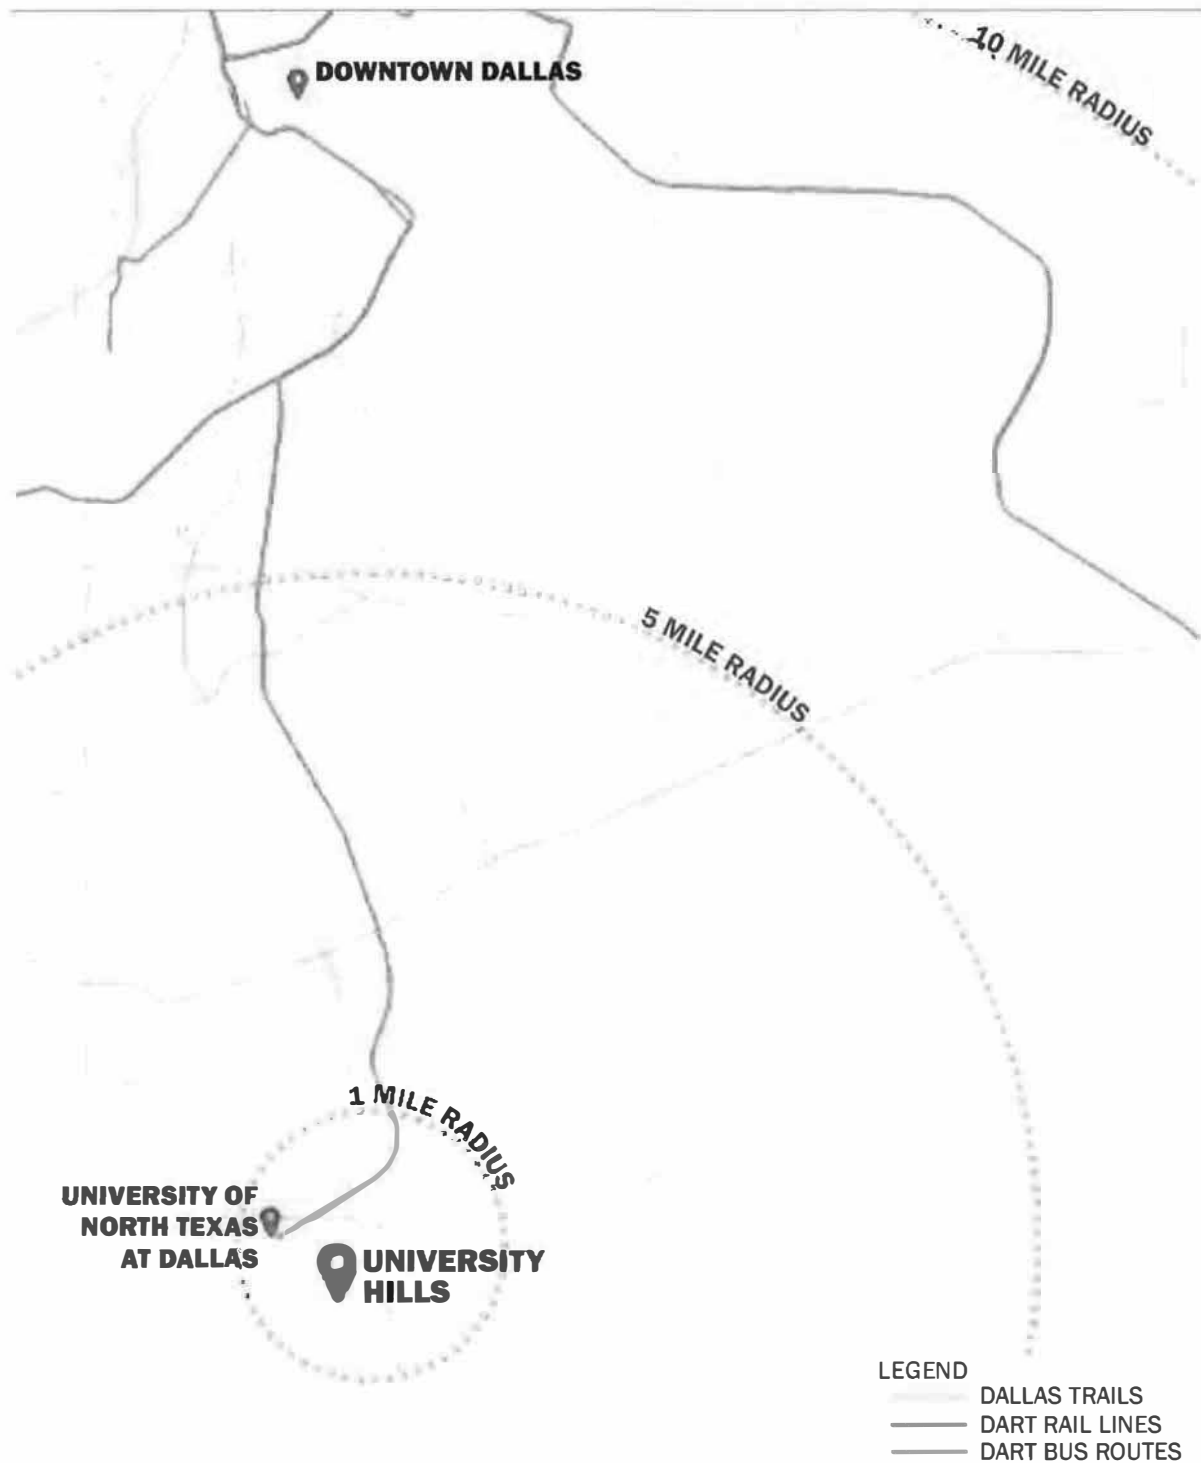 DOWNTOWN DALLAS
10 MILE RADIUS
5 MILE RADIUS
1 MILE RADIUS
UNIVERSITY OF
NORTH TEXAS
AT DALLAS
UNIVERSITY
HILLS
LEGEND
DALLAS TRAILS
DART RAIL LINES
DART BUS ROUTES